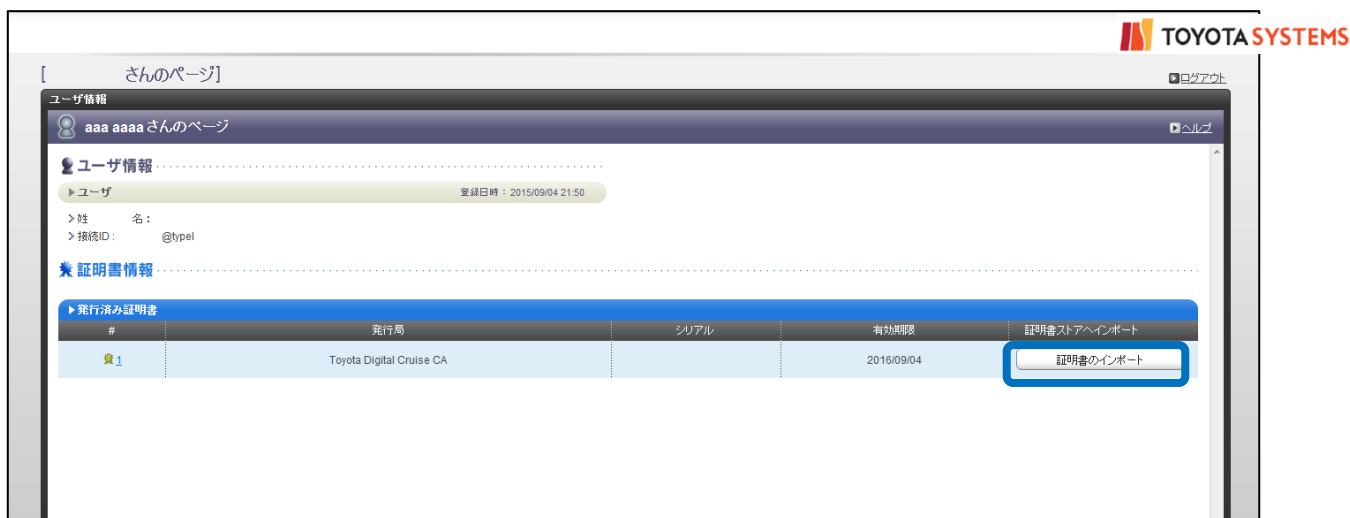 TOYOTA SYSTEMS
[ さんのページ]
ログアウト
ユーザ情報
aaa aaaa さんのページ
ヘルプ
ユーザ情報
ユーザ 登録日時：2015/09/04 21:50
姓 名：
接続ID： @typeI
証明書情報
発行済み証明書
# 発行局 シリアル 有効期限 証明書ストアへインポート
1 Toyota Digital Cruise CA 2016/09/04 証明書のインポート